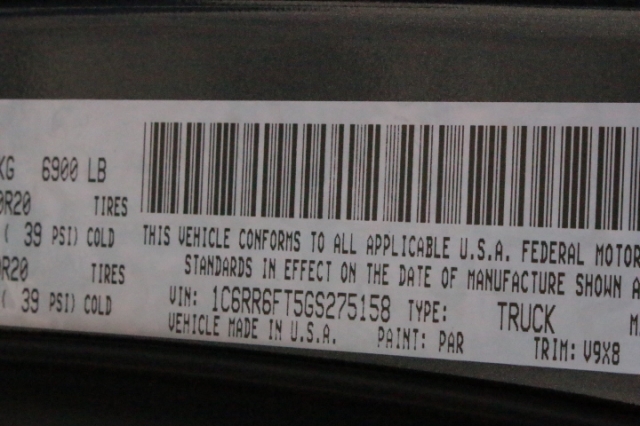 KG 6900 LB
0R20 TIRES
( 39 PSI) COLD
0R20 TIRES
( 39 PSI) COLD
THIS VEHICLE CONFORMS TO ALL APPLICABLE U.S.A. FEDERAL MOTOR
STANDARDS IN EFFECT ON THE DATE OF MANUFACTURE SHOWN A
VIN: 1C6RR6FT5GS275158 TYPE: TRUCK M
VEHICLE MADE IN U.S.A. PAINT: PAR TRIM: V9X8